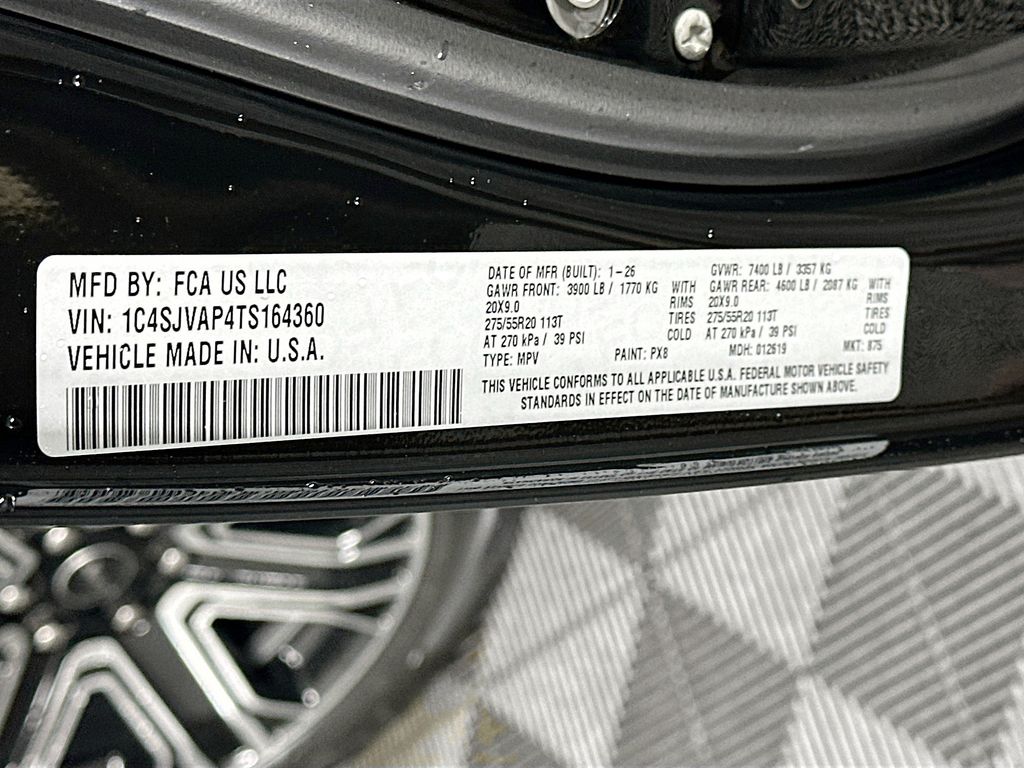 MFD BY: FCA US LLC
VIN: 1C4SJVAP4TS164360
VEHICLE MADE IN: U.S.A.
DATE OF MFR (BUILT): 1-26 GVWR: 7400 LB / 3357 KG
GAWR FRONT: 3900 LB / 1770 KG WITH GAWR REAR: 4600 LB / 2087 KG WITH
20X9.0 RIMS 20X9.0 RIMS
275/55R20 113T TIRES 275/55R20 113T TIRES
AT 270 kPa / 39 PSI COLD AT 270 kPa / 39 PSI COLD
TYPE: MPV PAINT: PX8 MDH: 012619 MKT: 875
THIS VEHICLE CONFORMS TO ALL APPLICABLE U.S.A. FEDERAL MOTOR VEHICLE SAFETY
STANDARDS IN EFFECT ON THE DATE OF MANUFACTURE SHOWN ABOVE.